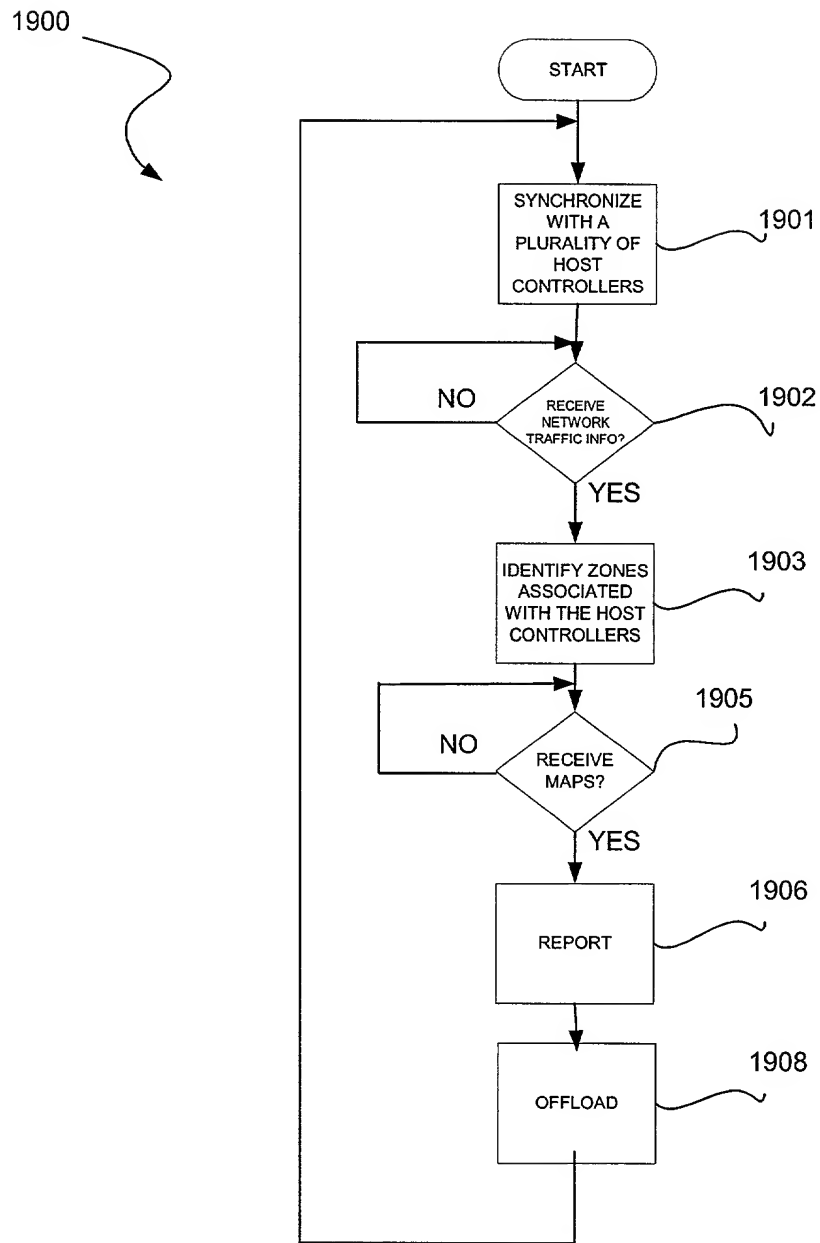 1900
START
SYNCHRONIZE
WITH A
PLURALITY OF
HOST
CONTROLLERS
1901
RECEIVE
NETWORK
TRAFFIC INFO?
1902
NO
YES
IDENTIFY ZONES
ASSOCIATED
WITH THE HOST
CONTROLLERS
1903
RECEIVE
MAPS?
1905
NO
YES
REPORT
1906
OFFLOAD
1908